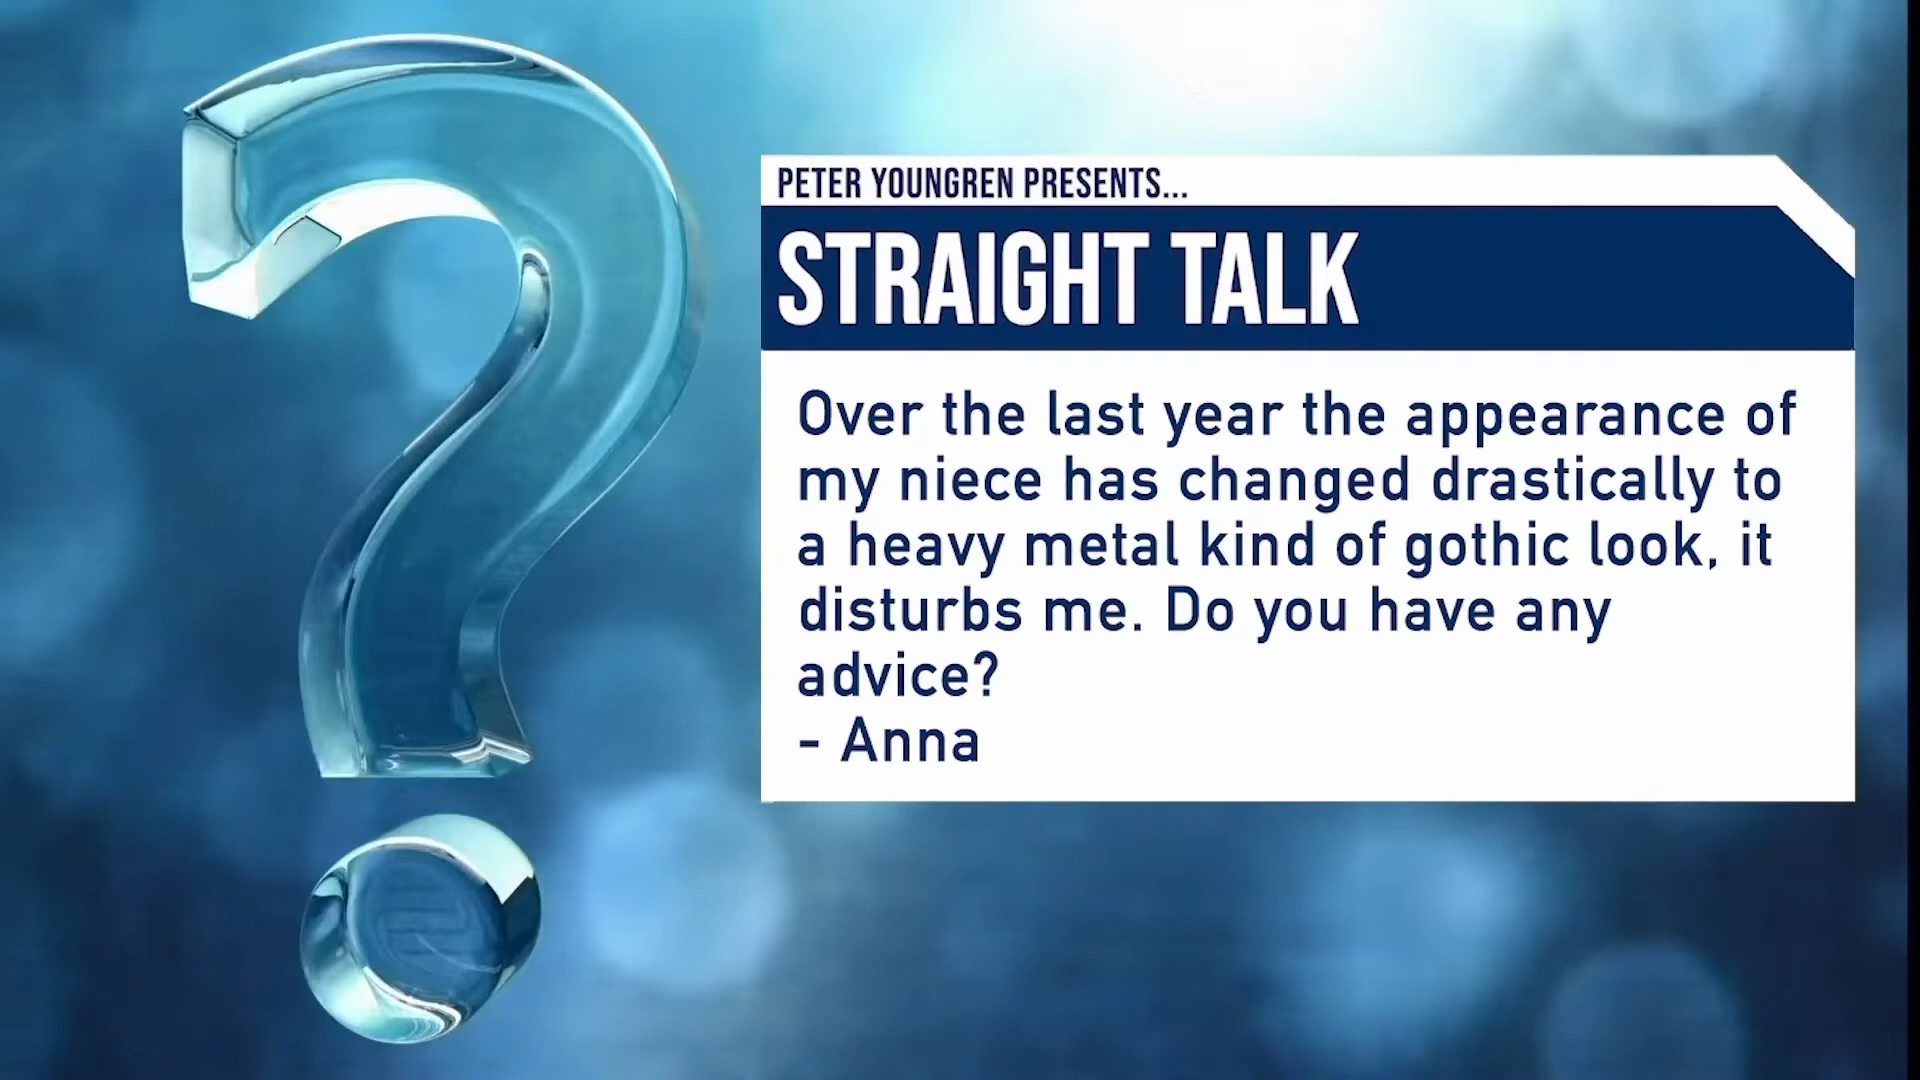 PETER YOUNGREN PRESENTS...
STRAIGHT TALK
Over the last year the appearance of
my niece has changed drastically to
a heavy metal kind of gothic look, it
disturbs me. Do you have any
advice?
- Anna